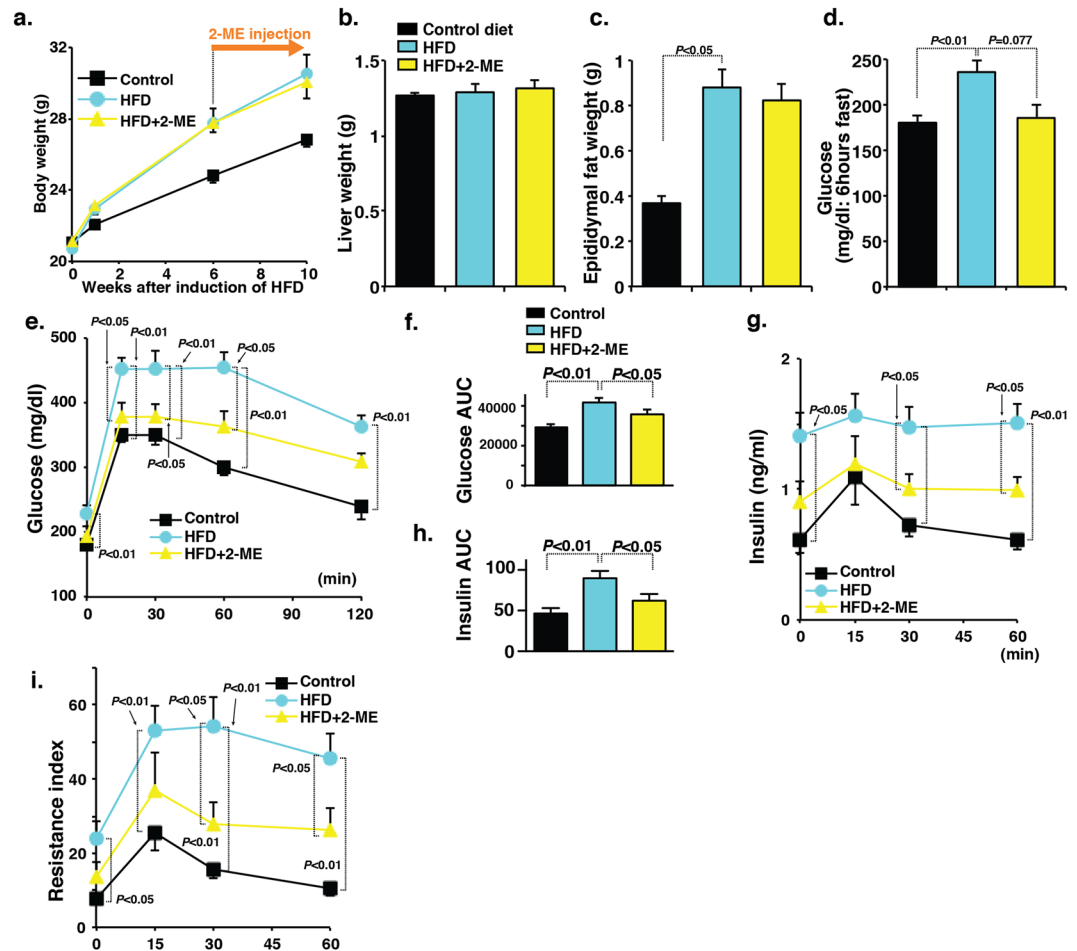 a.
2-ME injection
32
28
24
20
Body weight (g)
Control
HFD
HFD+2-ME
0 2 4 6 8 10
Weeks after induction of HFD
b.
Control diet
HFD
HFD+2-ME
1.5
1
0.5
0
Liver weight (g)
c.
P<0.05
1
0.8
0.6
0.4
0.2
0
Epididymal fat wieght (g)
d.
P<0.01
P=0.077
250
200
150
100
50
0
Glucose
(mg/dl: 6hours fast)
e.
500
400
300
200
100
Glucose (mg/dl)
P<0.05
P<0.01
P<0.01
P<0.05
P<0.01
P<0.01
P<0.05
P<0.01
Control
HFD
HFD+2-ME
(min)
0 30 60 90 120
f.
Control
HFD
HFD+2-ME
P<0.01
P<0.05
40000
20000
0
Glucose AUC
g.
2
1
0
Insulin (ng/ml)
P<0.05
P<0.05
P<0.05
P<0.01
Control
HFD
HFD+2-ME
0 15 30 45 60
(min)
h.
P<0.01
P<0.05
100
50
0
Insulin AUC
i.
60
40
20
0
Resistance index
P<0.01
P<0.05
P<0.01
Control
HFD
HFD+2-ME
P<0.05
P<0.01
P<0.01
P<0.05
0 15 30 45 60